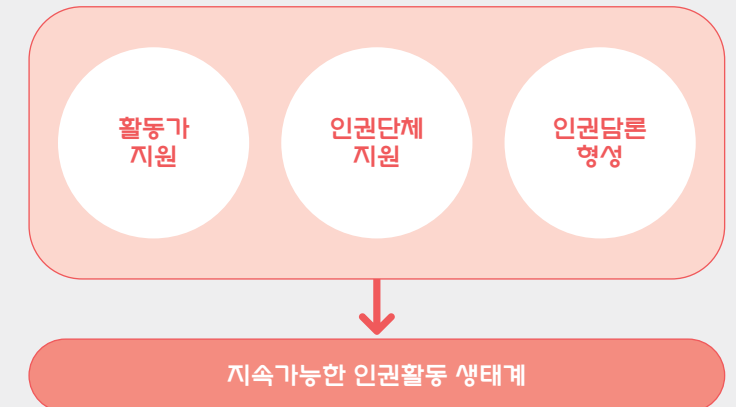 활동가
지원
인권단체
지원
인권담론
형성
지속가능한 인권활동 생태계